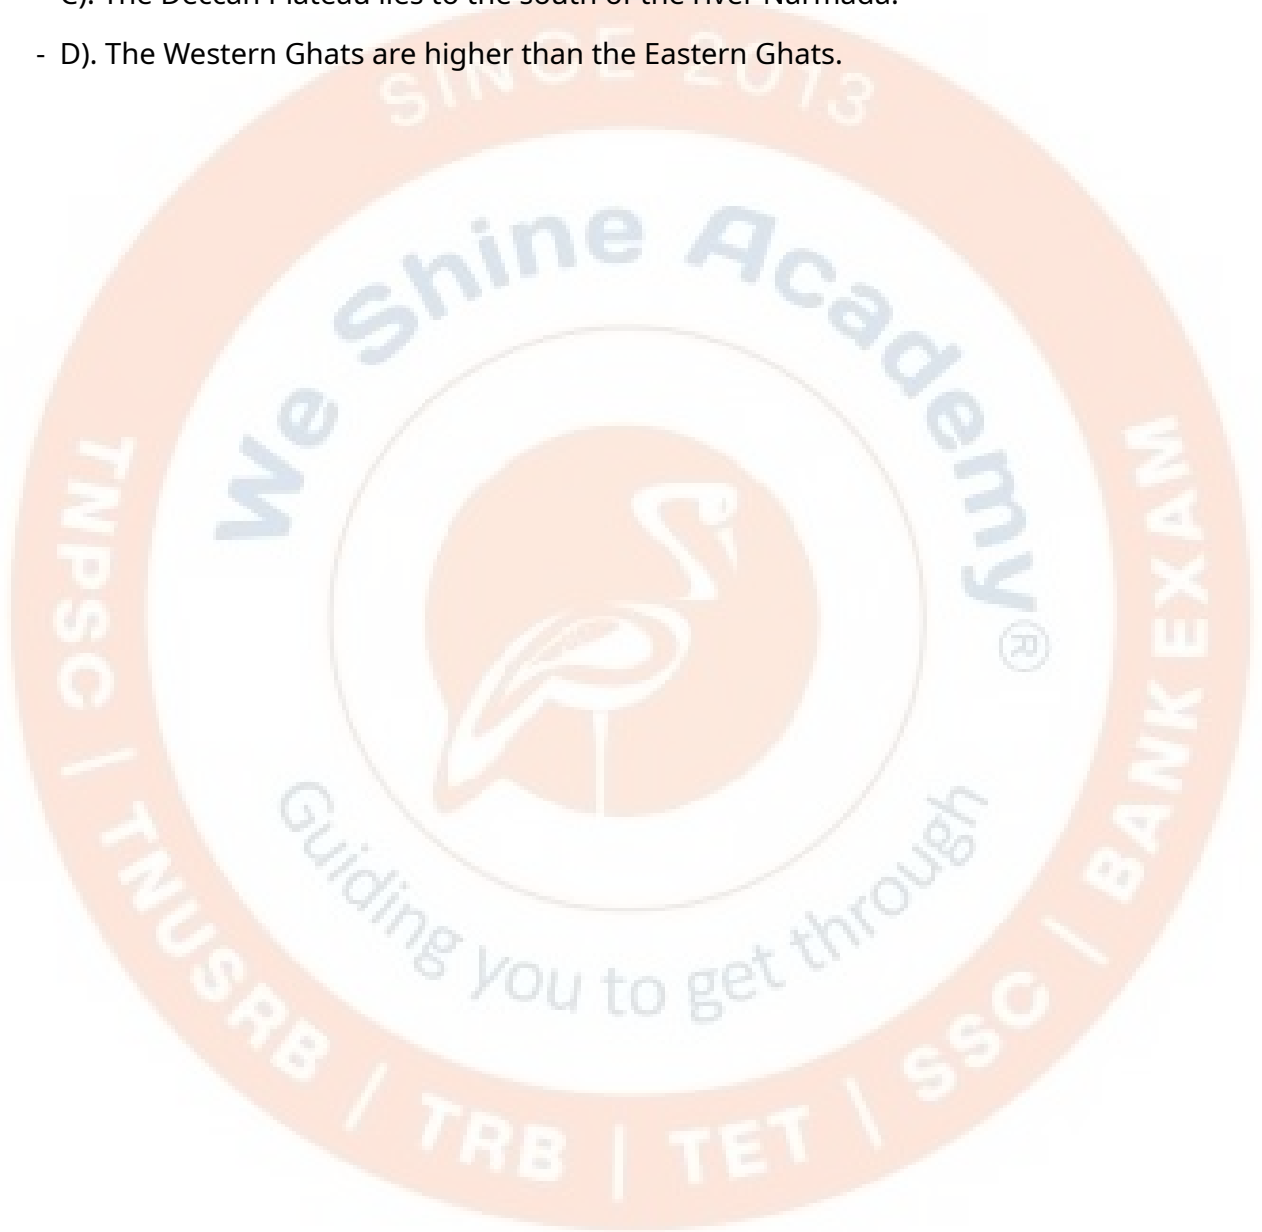 C). The Deccan Plateau lies to the south of the river Narmada.
- D). The Western Ghats are higher than the Eastern Ghats.
SINCE 2013
We Shine Academy®
Guiding you to get through
TNPSC | TNUSRB | TRB | TET | SSC | BANK EXAM